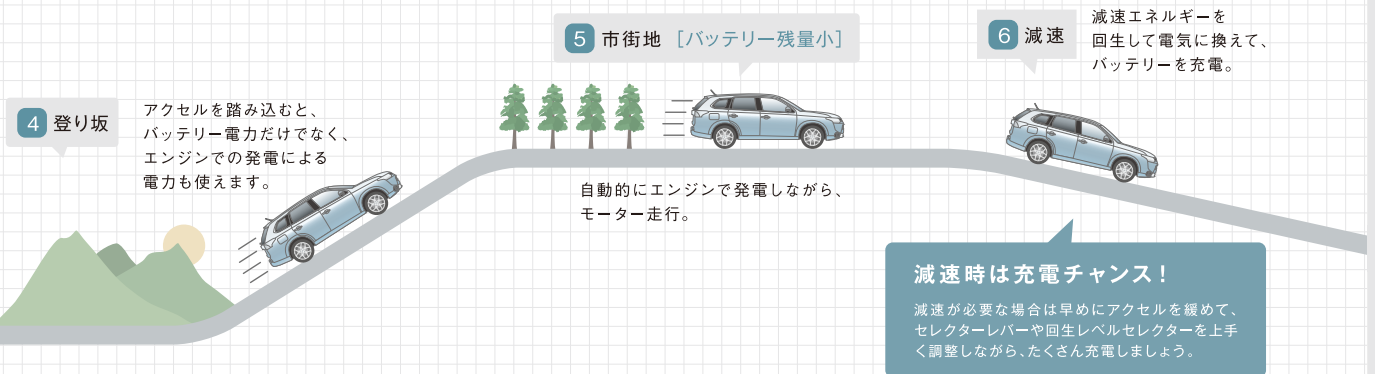 4 登り坂
アクセルを踏み込むと、
バッテリー電力だけでなく、
エンジンでの発電による
電力も使えます。
5 市街地 [バッテリー残量小]
自動的にエンジンで発電しながら、
モーター走行。
6 減速
減速エネルギーを
回生して電気に換えて、
バッテリーを充電。
減速時は充電チャンス!
減速が必要な場合は早めにアクセルを緩めて、
セレクターレバーや回生レベルセレクターを上手
く調整しながら、たくさん充電しましょう。